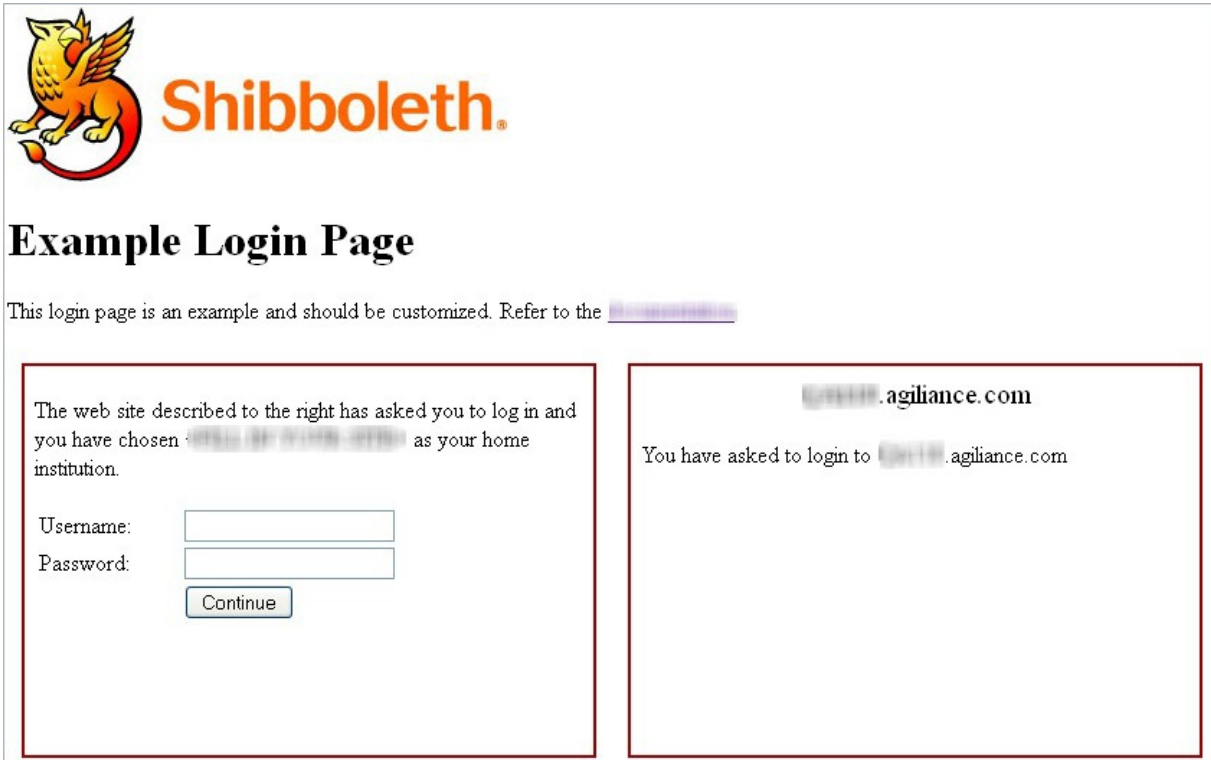 Shibboleth®
Example Login Page
This login page is an example and should be customized. Refer to the
The web site described to the right has asked you to log in and
you have chosen as your home
institution.
Username:
Password:
Continue
.agiliance.com
You have asked to login to .agiliance.com